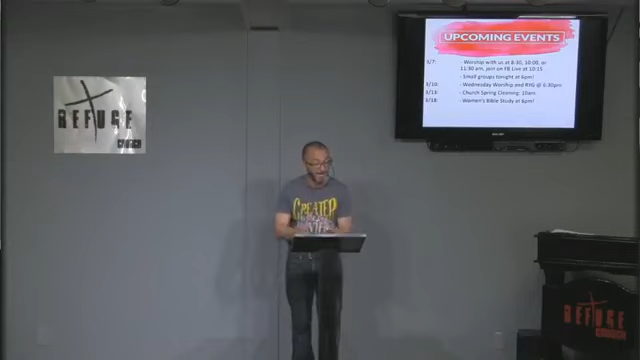 UPCOMING EVENTS
3/7: - Worship with us at 8:30, 10:00, or
11:30 am, join on FB Live at 10:15
- Small groups tonight at 6pm!
3/10: - Wednesday Worship and RYG @ 6:30pm
3/13: - Church Spring Cleaning: 10am
3/18: - Women's Bible Study at 6pm!
REFUGE
GREATER
REFUGE
CHURCH